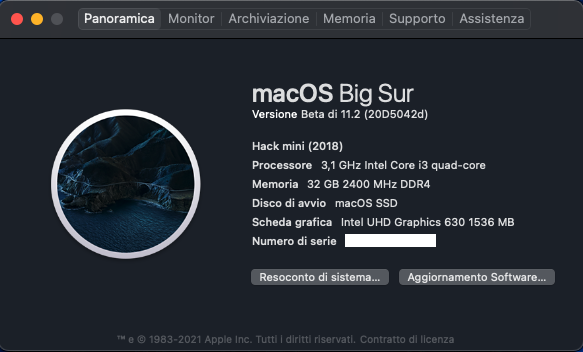 Panoramica Monitor Archiviazione Memoria Supporto Assistenza
macOS Big Sur
Versione Beta di 11.2 (20D5042d)
Hack mini (2018)
Processore 3,1 GHz Intel Core i3 quad-core
Memoria 32 GB 2400 MHz DDR4
Disco di avvio macOS SSD
Scheda grafica Intel UHD Graphics 630 1536 MB
Numero di serie
Resoconto di sistema... Aggiornamento Software...
™ e © 1983-2021 Apple Inc. Tutti i diritti riservati. Contratto di licenza